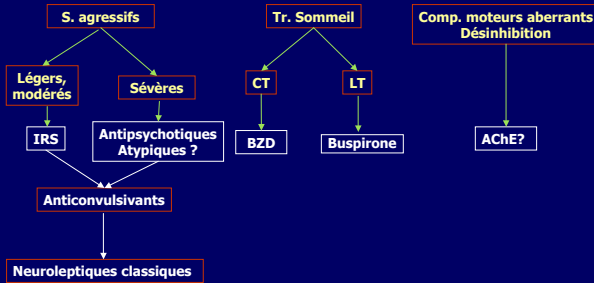 S. agressifs
Tr. Sommeil
Comp. moteurs aberrants
Désinhibition
Légers,
modérés
Sévères
CT
LT
IRS
Antipsychotiques
Atypiques ?
BZD
Buspirone
AChE?
Anticonvulsivants
Neuroleptiques classiques